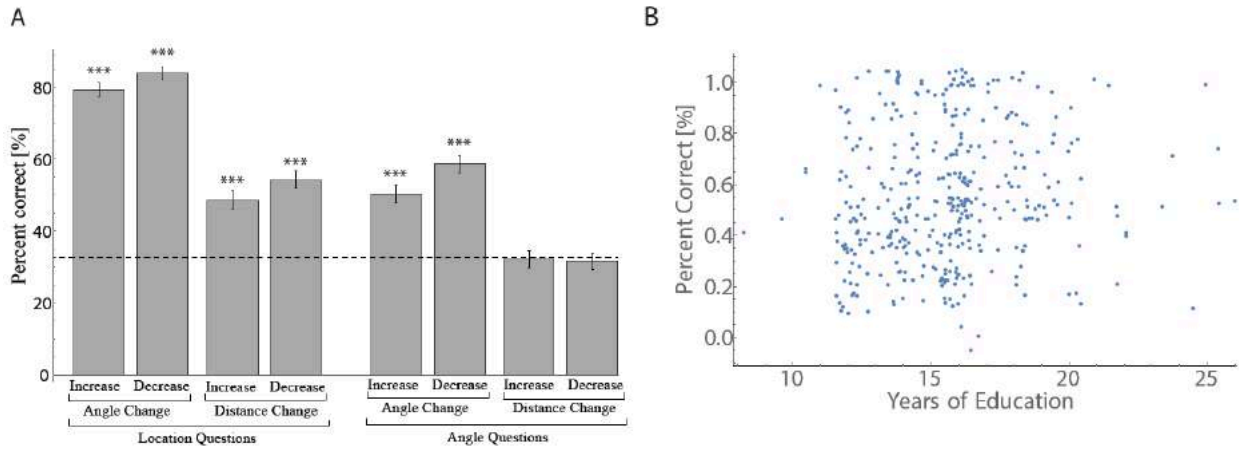 A
Percent correct [%]
80
60
40
20
0
***
***
***
***
***
***
Increase Decrease Increase Decrease Increase Decrease Increase Decrease
Angle Change Distance Change Angle Change Distance Change
Location Questions Angle Questions
B
Percent Correct [%]
1.0
0.8
0.6
0.4
0.2
0.0
10 15 20 25
Years of Education